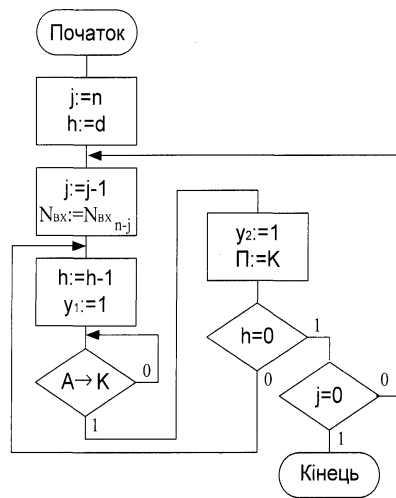 Початок
j:=n
h:=d
j:=j-1
Nвх:=Nвх n-j
h:=h-1
y₁:=1
A→K
0
1
y₂:=1
П:=K
h=0
1
0
j=0
0
1
Кінець